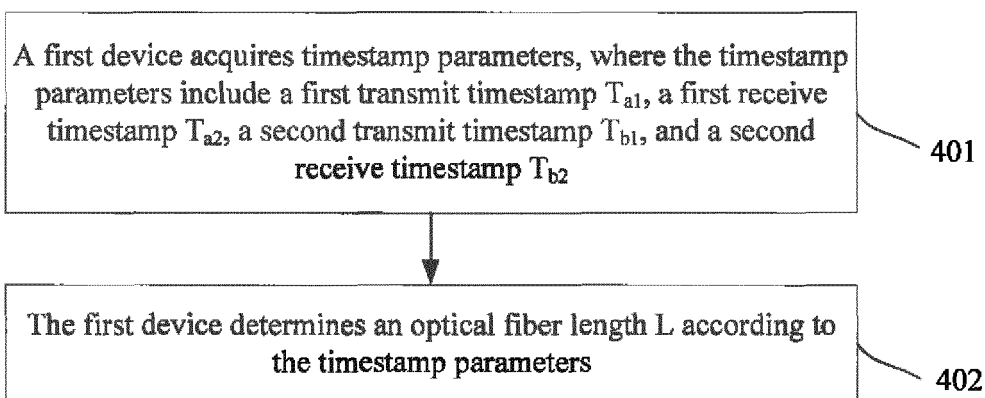 A first device acquires timestamp parameters, where the timestamp
parameters include a first transmit timestamp Ta1, a first receive
timestamp Ta2, a second transmit timestamp Tb1, and a second
receive timestamp Tb2
401
The first device determines an optical fiber length L according to
the timestamp parameters
402